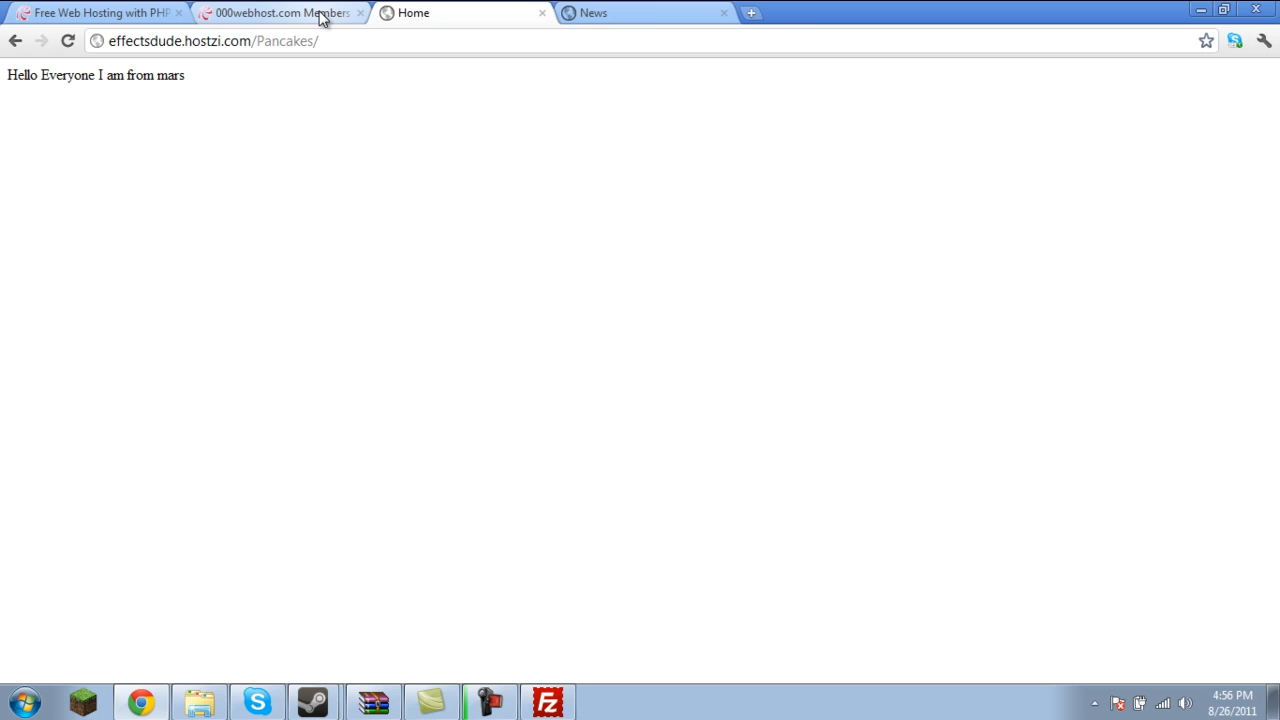 Free Web Hosting with PHP
000webhost.com Members
Home
News
effectsdude.hostzi.com/Pancakes/
Hello Everyone I am from mars
4:56 PM
8/26/2011